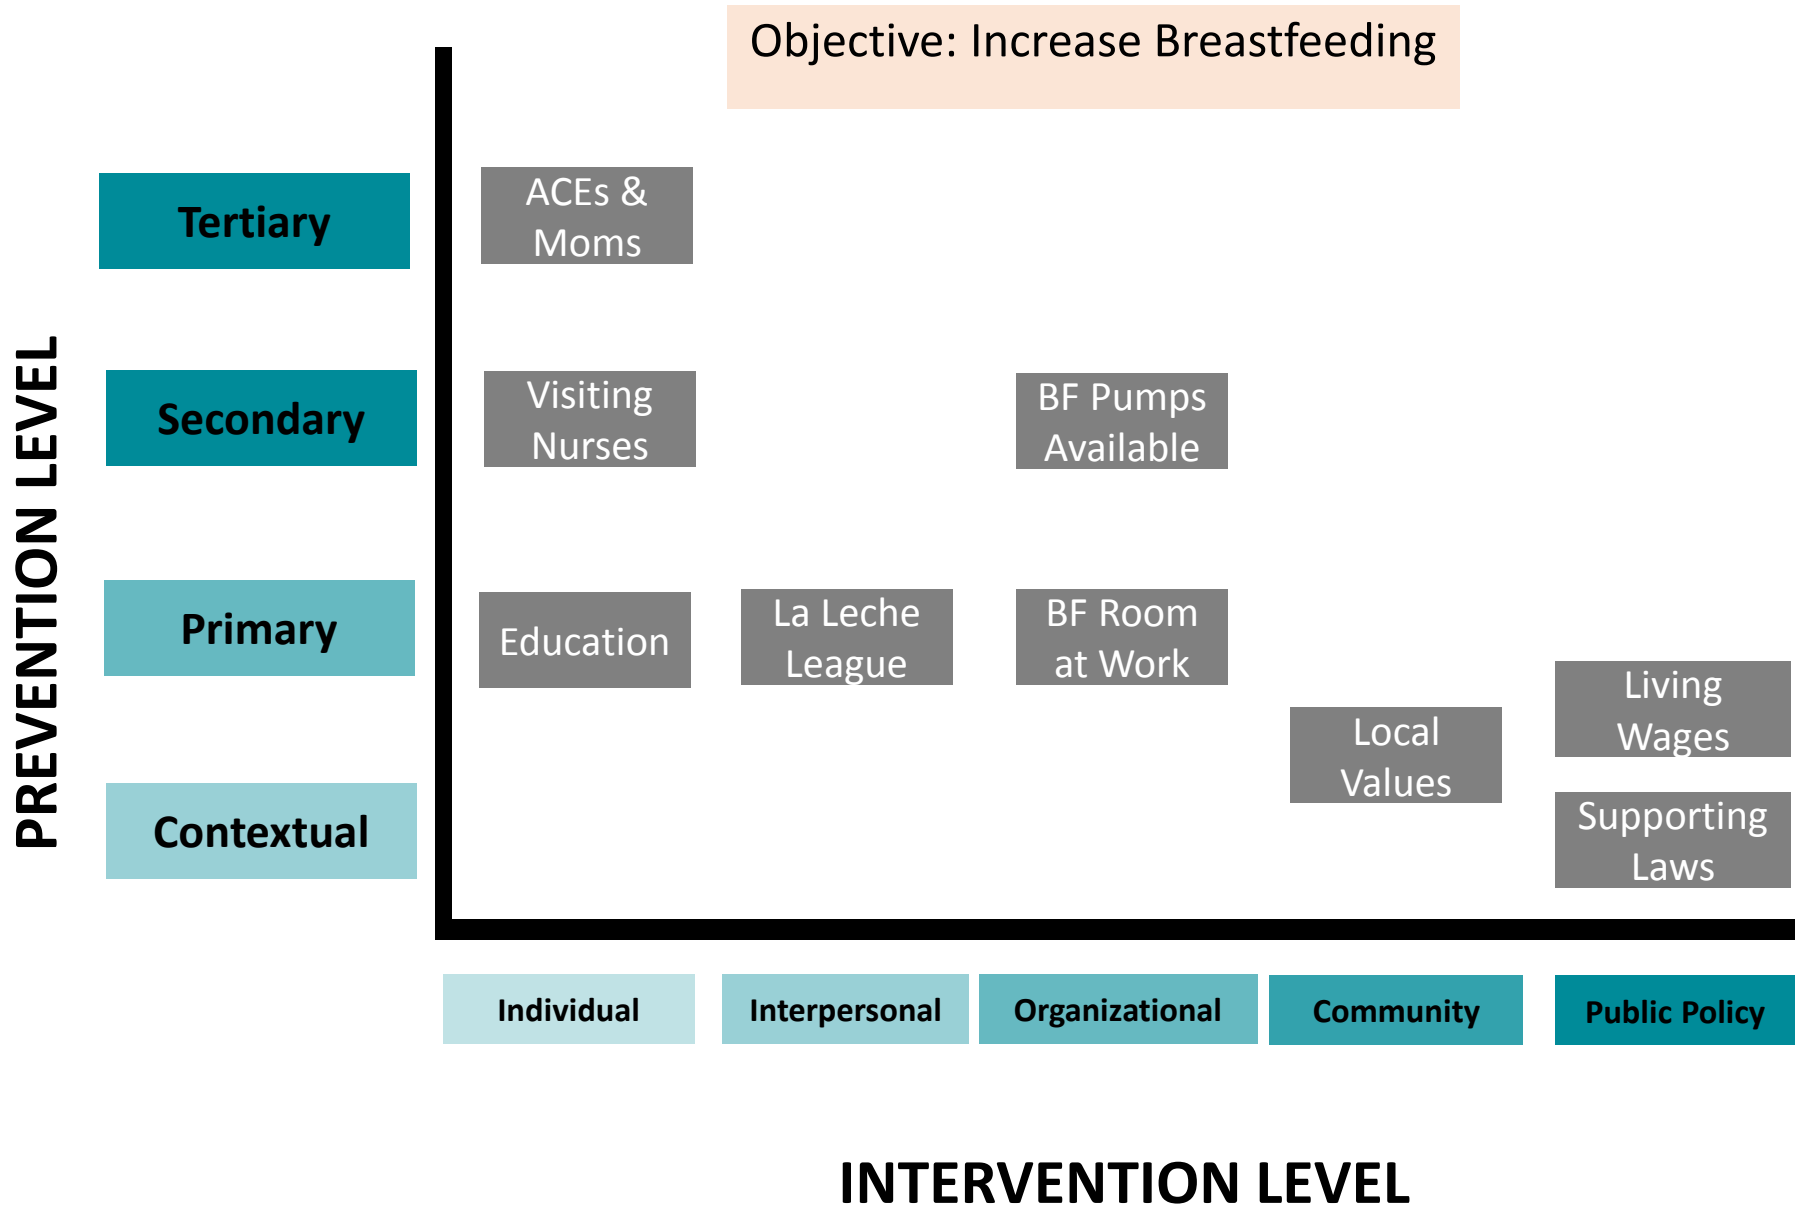 Objective: Increase Breastfeeding
PREVENTION LEVEL
Tertiary
ACEs &
Moms
Secondary
Visiting
Nurses
BF Pumps
Available
Primary
Education
La Leche
League
BF Room
at Work
Living
Wages
Local
Values
Contextual
Supporting
Laws
Individual
Interpersonal
Organizational
Community
Public Policy
INTERVENTION LEVEL